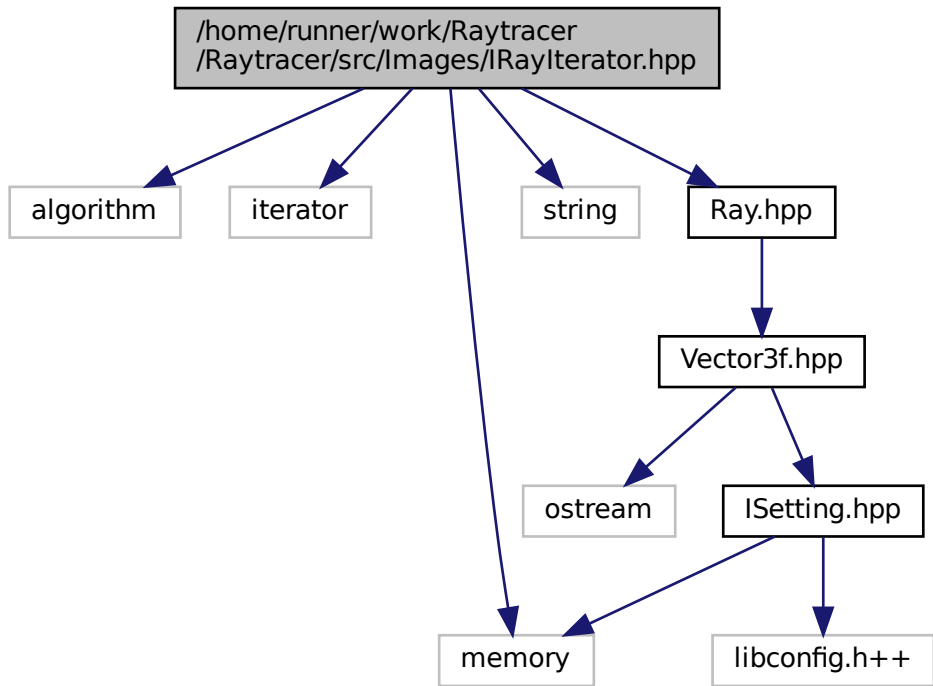 /home/runner/work/Raytracer
/Raytracer/src/Images/IRayIterator.hpp
algorithm
iterator
string
Ray.hpp
Vector3f.hpp
ostream
ISetting.hpp
memory
libconfig.h++